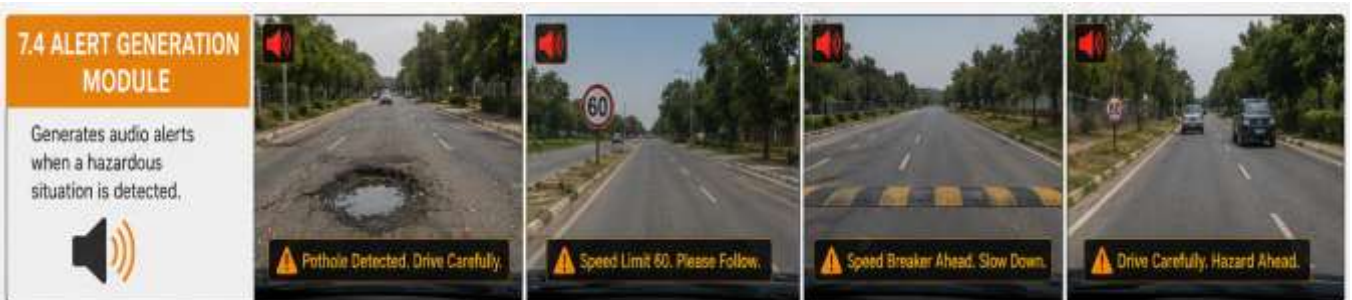 7.4 ALERT GENERATION
MODULE
Generates audio alerts
when a hazardous
situation is detected.
Pothole Detected. Drive Carefully.
60
Speed Limit 60. Please Follow.
Speed Breaker Ahead. Slow Down.
Drive Carefully. Hazard Ahead.